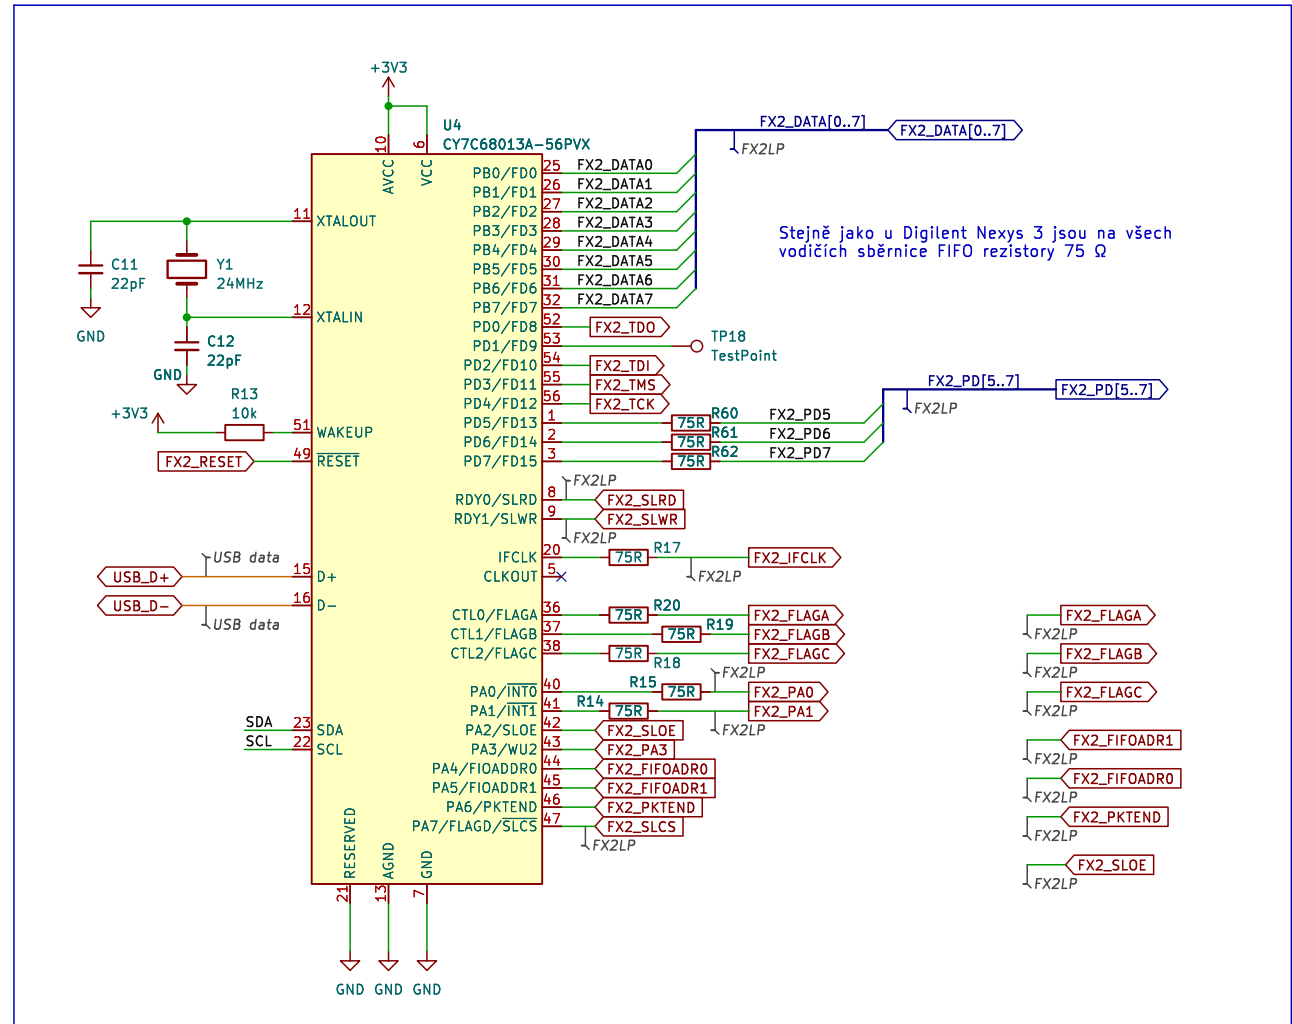 +3V3
U4
CY7C68013A-56PVX
10
6
AVCC
VCC
11
XTALOUT
C11
22pF
GND
Y1
24MHz
12
XTALIN
C12
22pF
GND
R13
10k
+3V3
51
WAKEUP
FX2_RESET
49
RESET
USB data
USB_D+
15
D+
USB_D-
16
D-
USB data
SDA
23
SDA
SCL
22
SCL
RESERVED
AGND
GND
21
13
7
GND
GND
GND
PB0/FD0
25
FX2_DATA0
PB1/FD1
26
FX2_DATA1
PB2/FD2
27
FX2_DATA2
PB3/FD3
28
FX2_DATA3
PB4/FD4
29
FX2_DATA4
PB5/FD5
30
FX2_DATA5
PB6/FD6
31
FX2_DATA6
PB7/FD7
32
FX2_DATA7
FX2_DATA[0..7]
FX2_DATA[0..7]
FX2LP
Stejně jako u Digilent Nexys 3 jsou na všech
vodičích sběrnice FIFO rezistory 75 Ω
PD0/FD8
52
FX2_TDO
PD1/FD9
53
TP18
TestPoint
PD2/FD10
54
FX2_TDI
PD3/FD11
55
FX2_TMS
PD4/FD12
56
FX2_TCK
PD5/FD13
1
75R
R60
FX2_PD5
PD6/FD14
2
75R
R61
FX2_PD6
PD7/FD15
3
75R
R62
FX2_PD7
FX2_PD[5..7]
FX2_PD[5..7]
FX2LP
FX2LP
RDY0/SLRD
8
FX2_SLRD
RDY1/SLWR
9
FX2_SLWR
FX2LP
IFCLK
20
75R
R17
FX2_IFCLK
FX2LP
CLKOUT
5
CTL0/FLAGA
36
75R
R20
FX2_FLAGA
CTL1/FLAGB
37
75R
R19
FX2_FLAGB
CTL2/FLAGC
38
75R
R18
FX2_FLAGC
FX2LP
PA0/INT0
40
R15
75R
FX2_PA0
PA1/INT1
41
R14
75R
FX2_PA1
FX2LP
PA2/SLOE
42
FX2_SLOE
PA3/WU2
43
FX2_PA3
PA4/FIOADDR0
44
FX2_FIFOADR0
PA5/FIOADDR1
45
FX2_FIFOADR1
PA6/PKTEND
46
FX2_PKTEND
PA7/FLAGD/SLCS
47
FX2_SLCS
FX2LP
FX2_FLAGA
FX2LP
FX2_FLAGB
FX2LP
FX2_FLAGC
FX2LP
FX2_FIFOADR1
FX2LP
FX2_FIFOADR0
FX2LP
FX2_PKTEND
FX2LP
FX2_SLOE
FX2LP